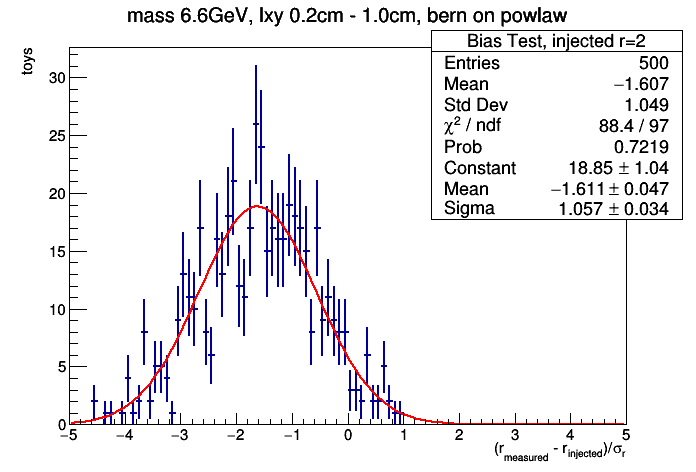 mass 6.6GeV, lxy 0.2cm - 1.0cm, bern on powlaw
Bias Test, injected r=2
Entries 500
Mean −1.607
Std Dev 1.049
χ² / ndf 88.4 / 97
Prob 0.7219
Constant 18.85 ± 1.04
Mean −1.611 ± 0.047
Sigma 1.057 ± 0.034
toys
30
25
20
15
10
5
0
−5 −4 −3 −2 −1 0 1 2 3 4 5
(r_measured - r_injected)/σ_r